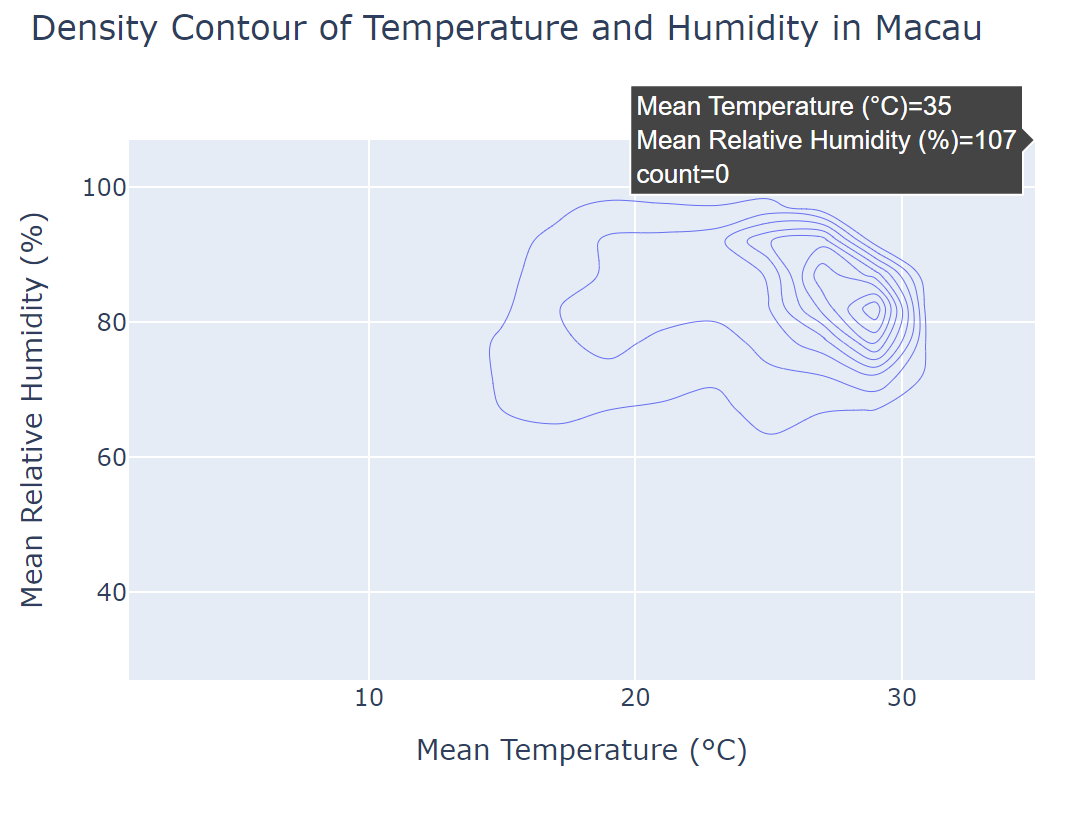 Density Contour of Temperature and Humidity in Macau
Mean Temperature (°C)=35
Mean Relative Humidity (%)=107
count=0
100
80
60
40
Mean Relative Humidity (%)
10
20
30
Mean Temperature (°C)